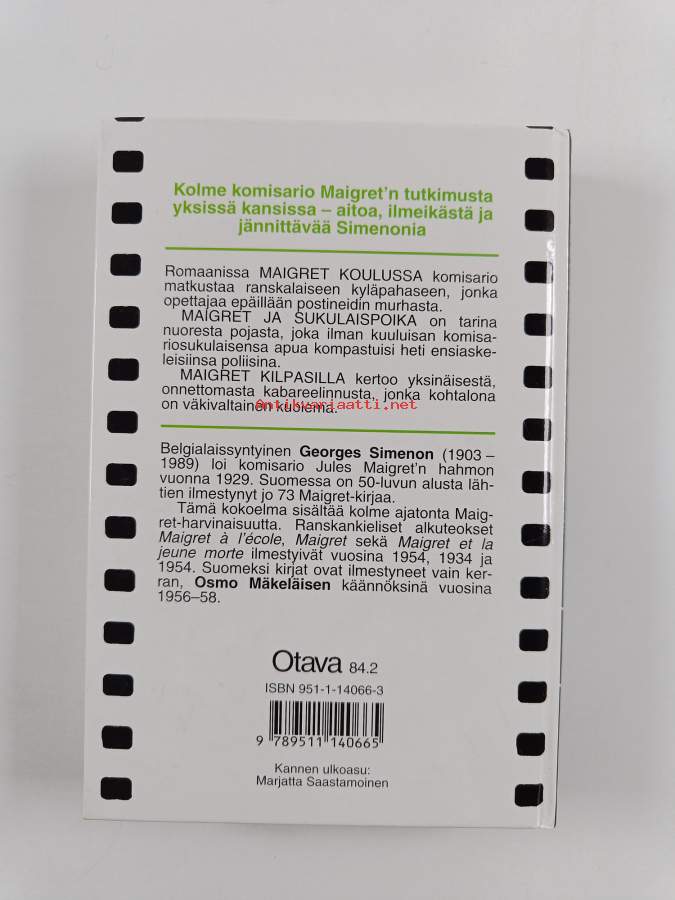 Kolme komisario Maigret'n tutkimusta
yksissä kansissa – aitoa, ilmeikästä ja
jännittävää Simenonia
Romaanissa MAIGRET KOULUSSA komisario
matkustaa ranskalaiseen kyläpahaseen, jonka
opettajaa epäillään postineidin murhasta.
MAIGRET JA SUKULAISPOIKA on tarina
nuoresta pojasta, joka ilman kuuluisan komisa-
riosukulaisensa apua kompastuisi heti ensiaske-
leisiinsa poliisina.
MAIGRET KILPASILLA kertoo yksinäisestä,
onnettomasta kabareelinnusta, jonka kohtalona
on väkivaltainen kuolema.
Antikvariaatti.net
Belgialaissyntyinen Georges Simenon (1903 –
1989) loi komisario Jules Maigret'n hahmon
vuonna 1929. Suomessa on 50-luvun alusta läh-
tien ilmestynyt jo 73 Maigret-kirjaa.
Tämä kokoelma sisältää kolme ajatonta Maig-
ret-harvinaisuutta. Ranskankieliset alkuteokset
Maigret à l'école, Maigret sekä Maigret et la
jeune morte ilmestyivät vuosina 1954, 1934 ja
1954. Suomeksi kirjat ovat ilmestyneet vain ker-
ran, Osmo Mäkeläisen käännöksinä vuosina
1956–58.
Otava 84.2
ISBN 951-1-14066-3
9 789511 140665
Kannen ulkoasu:
Marjatta Saastamoinen